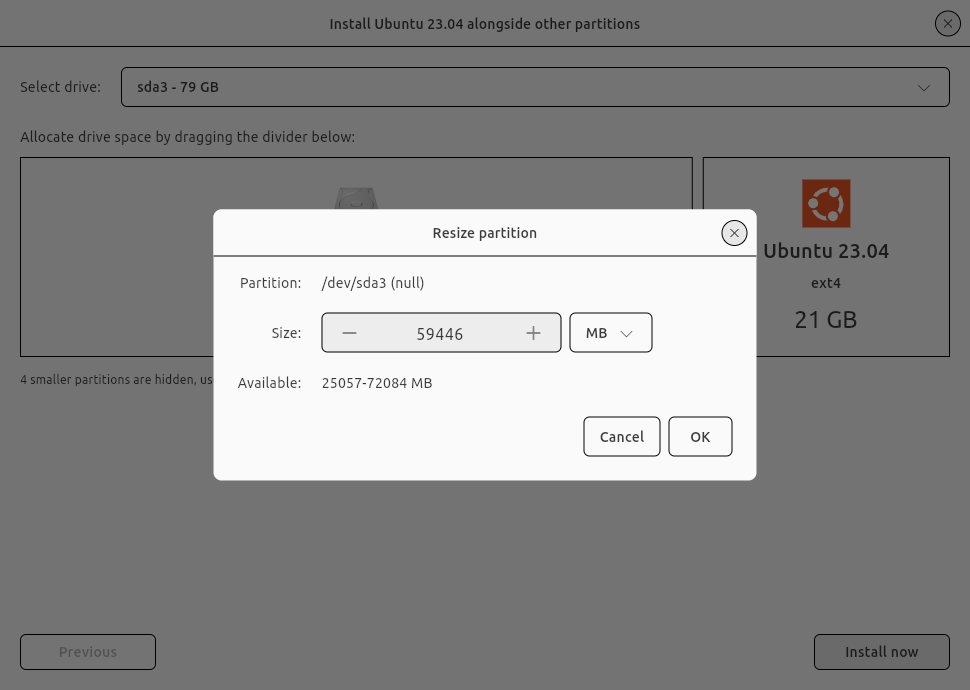 Install Ubuntu 23.04 alongside other partitions
Select drive: sda3 - 79 GB
Allocate drive space by dragging the divider below:
Ubuntu 23.04
ext4
21 GB
4 smaller partitions are hidden, us
Resize partition
Partition: /dev/sda3 (null)
Size: − 59446 + MB
Available: 25057-72084 MB
Cancel OK
Previous Install now